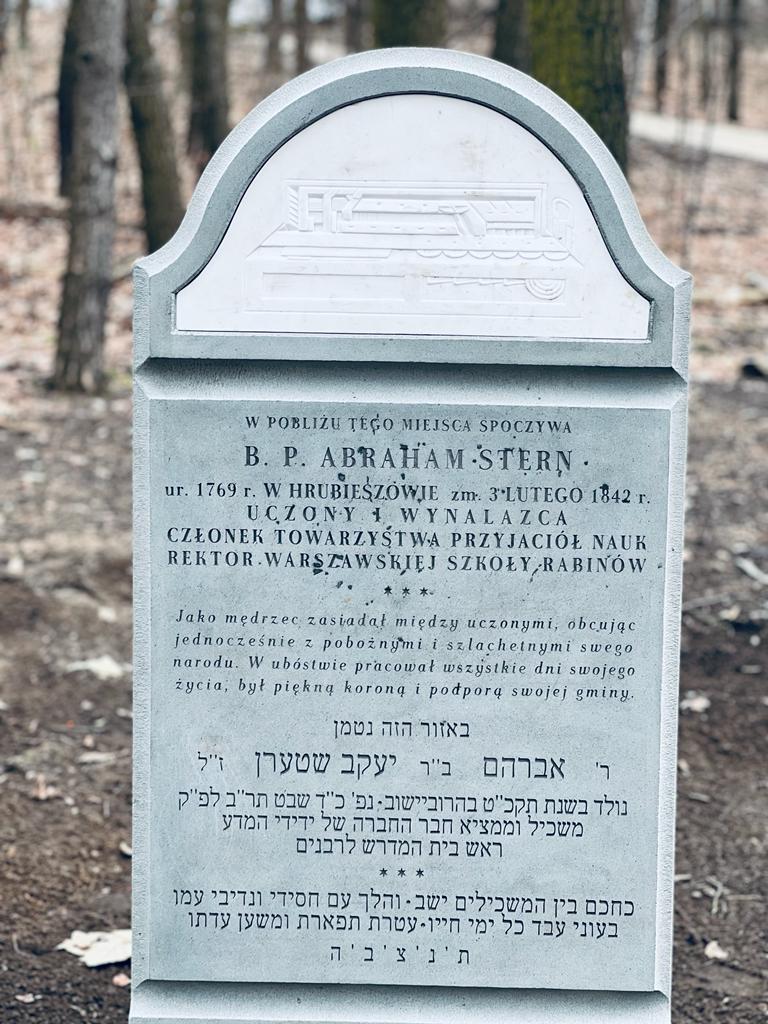 W POBLIŻU TEGO MIEJSCA SPOCZYWA
B. P. ABRAHAM STERN
ur. 1769 r. W HRUBIESZOWIE zm. 3 LUTEGO 1842 r.
UCZONY I WYNALAZCA
CZŁONEK TOWARZYSTWA PRZYJACIÓŁ NAUK
REKTOR WARSZAWSKIEJ SZKOŁY RABINÓW
* * *
Jako mędrzec zasiadał między uczonymi, obcując
jednocześnie z pobożnymi i szlachetnymi swego
narodu. W ubóstwie pracował wszystkie dni swojego
życia, był piękną koroną i podporą swojej gminy.
באזור הזה נטמן
ר' אברהם ב"ר יעקב שטערן ז"ל
נולד בשנת תקכ"ט בהרוביישוב· נפ' כ"ד שבט תר"ב לפ"ק
משכיל וממציא חבר החברה של ידידי המדע
ראש בית המדרש לרבנים
* * *
כחכם בין המשכילים ישב· והלך עם חסידי ונדיבי עמו
בעוני עבד כל ימי חייו· עטרת תפארת ומשען עדתו
ת' נ' צ' ב' ה